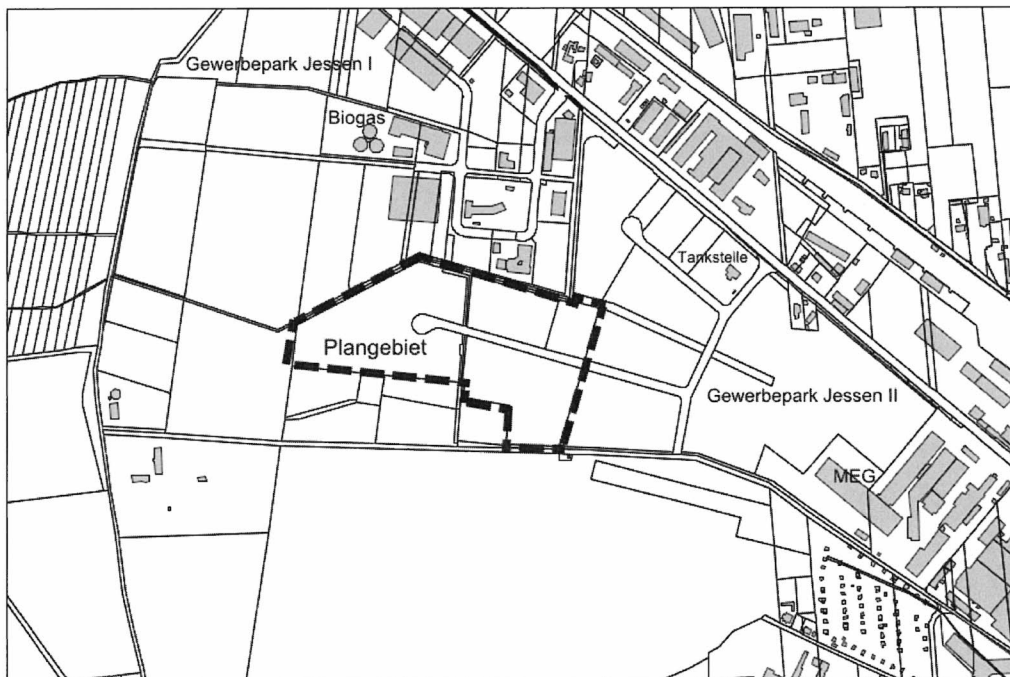 Gewerbepark Jessen I
Biogas
Tankstelle
Plangebiet
Gewerbepark Jessen II
MEG